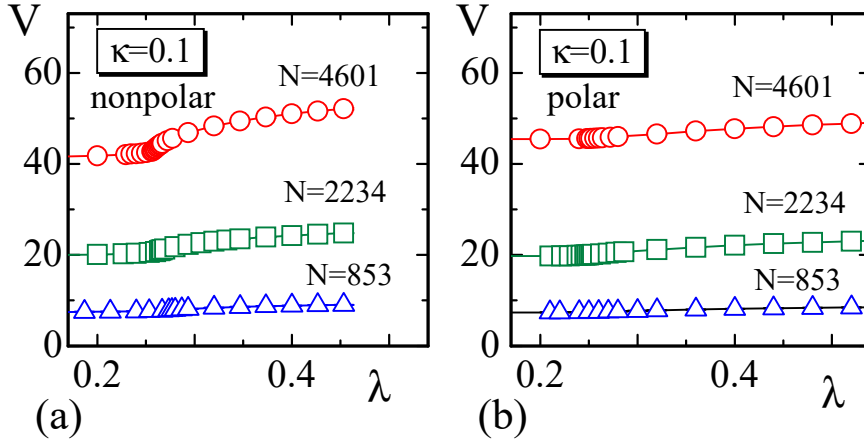 V
60
40
20
0
κ=0.1
nonpolar
N=4601
N=2234
N=853
0.2
0.4
λ
(a)
V
60
40
20
0
κ=0.1
polar
N=4601
N=2234
N=853
0.2
0.4
λ
(b)